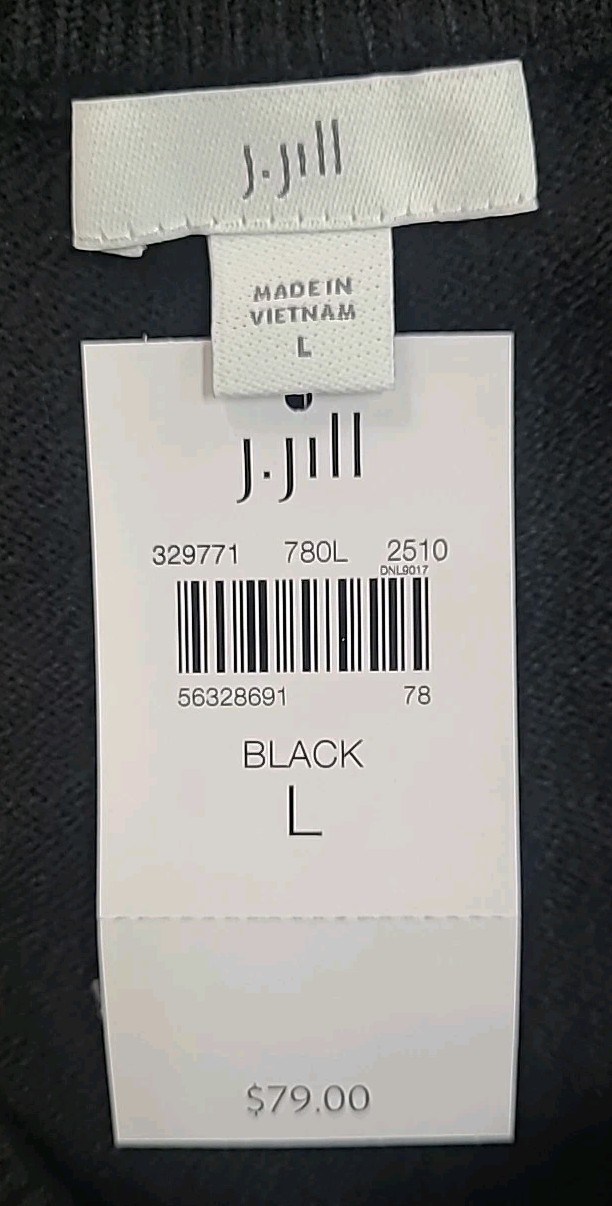 J.Jill
MADE IN
VIETNAM
L
J.Jill
329771 780L 2510
DNL9017
56328691 78
BLACK
L
$79.00